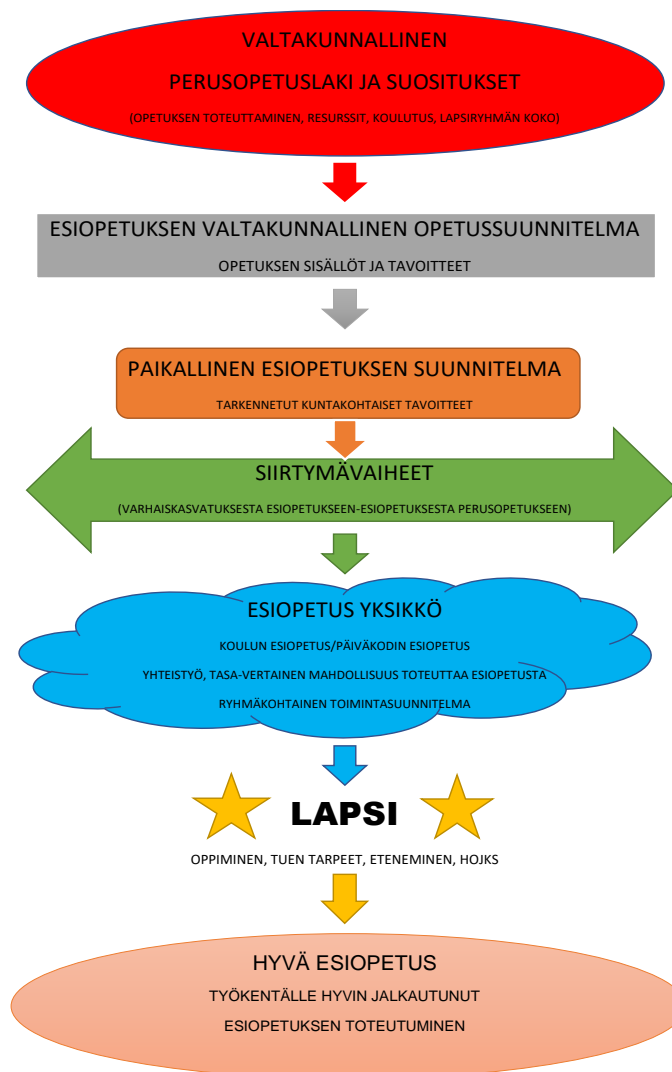 VALTAKUNNALLINEN
PERUSOPETUSLAKI JA SUOSITUKSET
(OPETUKSEN TOTEUTTAMINEN, RESURSSIT, KOULUTUS, LAPSIRYHMÄN KOKO)
ESIOPETUKSEN VALTAKUNNALLINEN OPETUSSUUNNITELMA
OPETUKSEN SISÄLLÖT JA TAVOITTEET
PAIKALLINEN ESIOPETUKSEN SUUNNITELMA
TARKENNETUT KUNTAKOHTAISET TAVOITTEET
SIIRTYMÄVAIHEET
(VARHAISKASVATUKSESTA ESIOPETUKSEEN-ESIOPETUKSESTA PERUSOPETUKSEEN)
ESIOPETUS YKSIKKÖ
KOULUN ESIOPETUS/PÄIVÄKODIN ESIOPETUS
YHTEISTYÖ, TASA-VERTAINEN MAHDOLLISUUS TOTEUTTAA ESIOPETUSTA
RYHMÄKOHTAINEN TOIMINTASUUNNITELMA
LAPSI
OPPIMINEN, TUEN TARPEET, ETENEMINEN, HOJKS
HYVÄ ESIOPETUS
TYÖKENTÄLLE HYVIN JALKAUTUNUT
ESIOPETUKSEN TOTEUTUMINEN